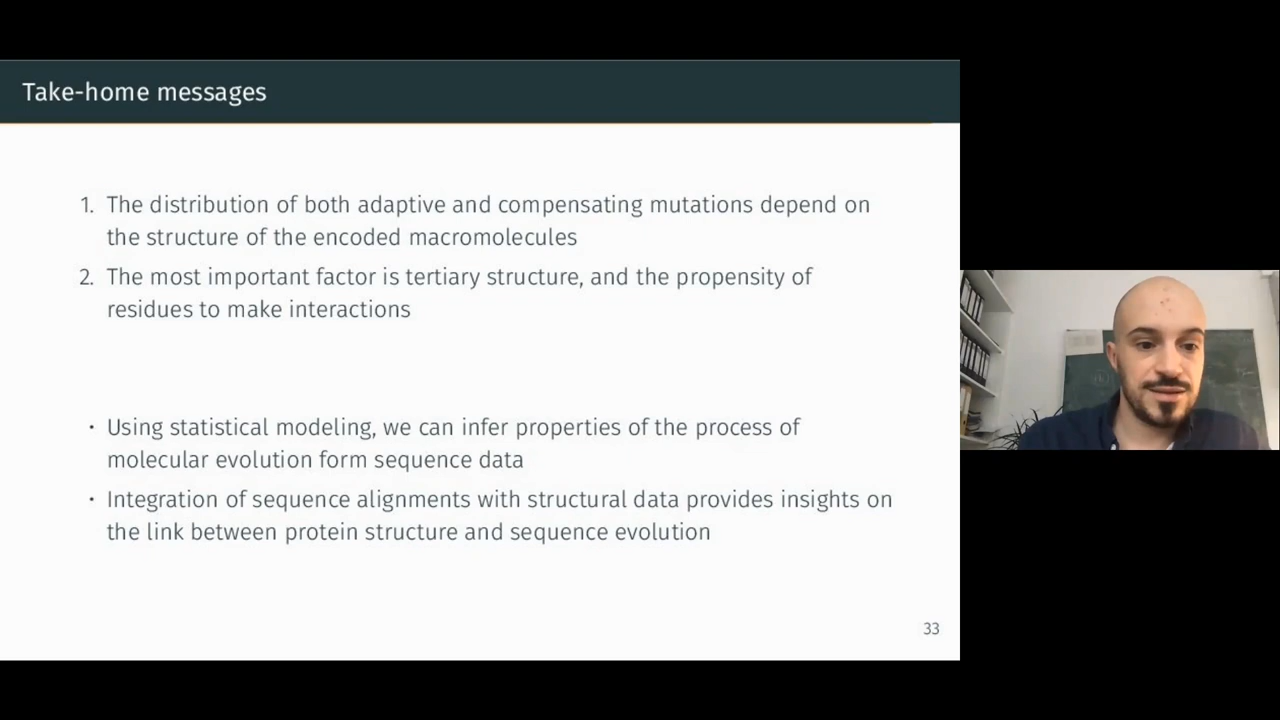 Take-home messages
1. The distribution of both adaptive and compensating mutations depend on
the structure of the encoded macromolecules
2. The most important factor is tertiary structure, and the propensity of
residues to make interactions
• Using statistical modeling, we can infer properties of the process of
molecular evolution form sequence data
• Integration of sequence alignments with structural data provides insights on
the link between protein structure and sequence evolution
33